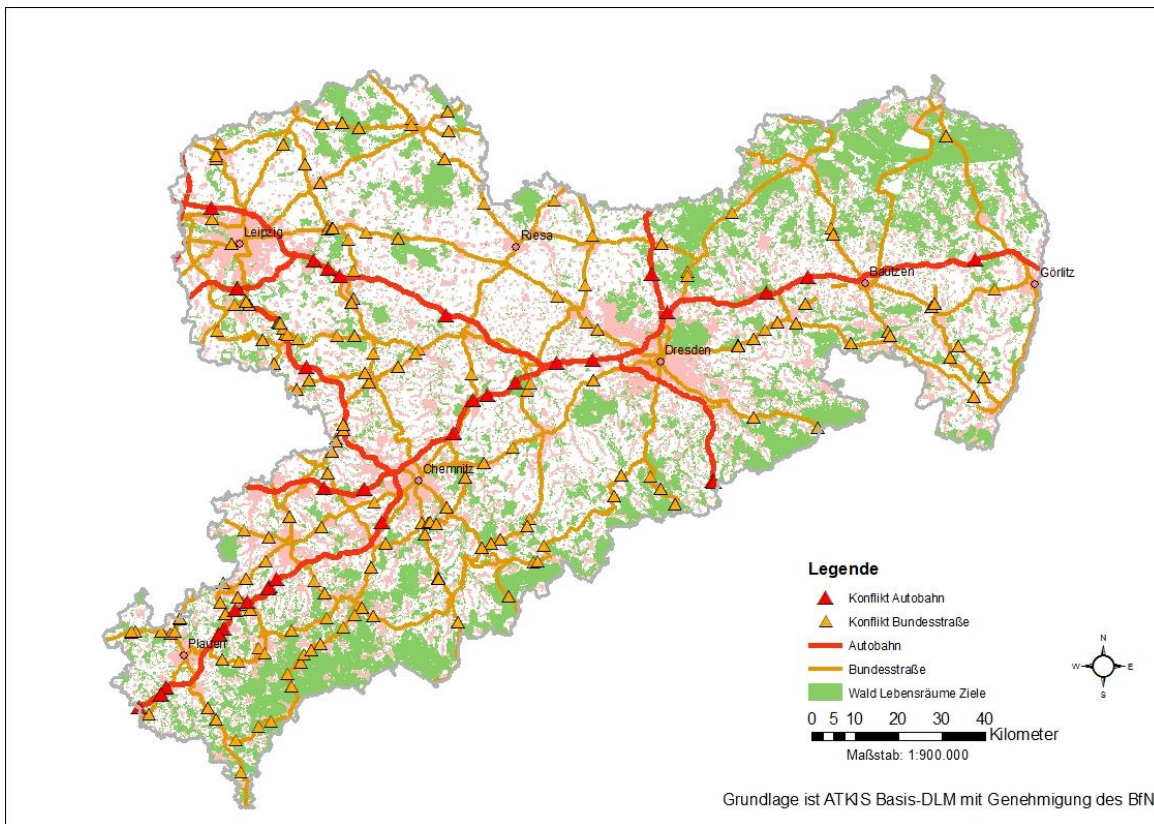 Leipzig
Riesa
Bautzen
Görlitz
Dresden
Chemnitz
Plauen
Legende
Konflikt Autobahn
Konflikt Bundesstraße
Autobahn
Bundesstraße
Wald Lebensräume Ziele
N
W E
S
0 5 10 20 30 40
Kilometer
Maßstab: 1:900.000
Grundlage ist ATKIS Basis-DLM mit Genehmigung des BfN